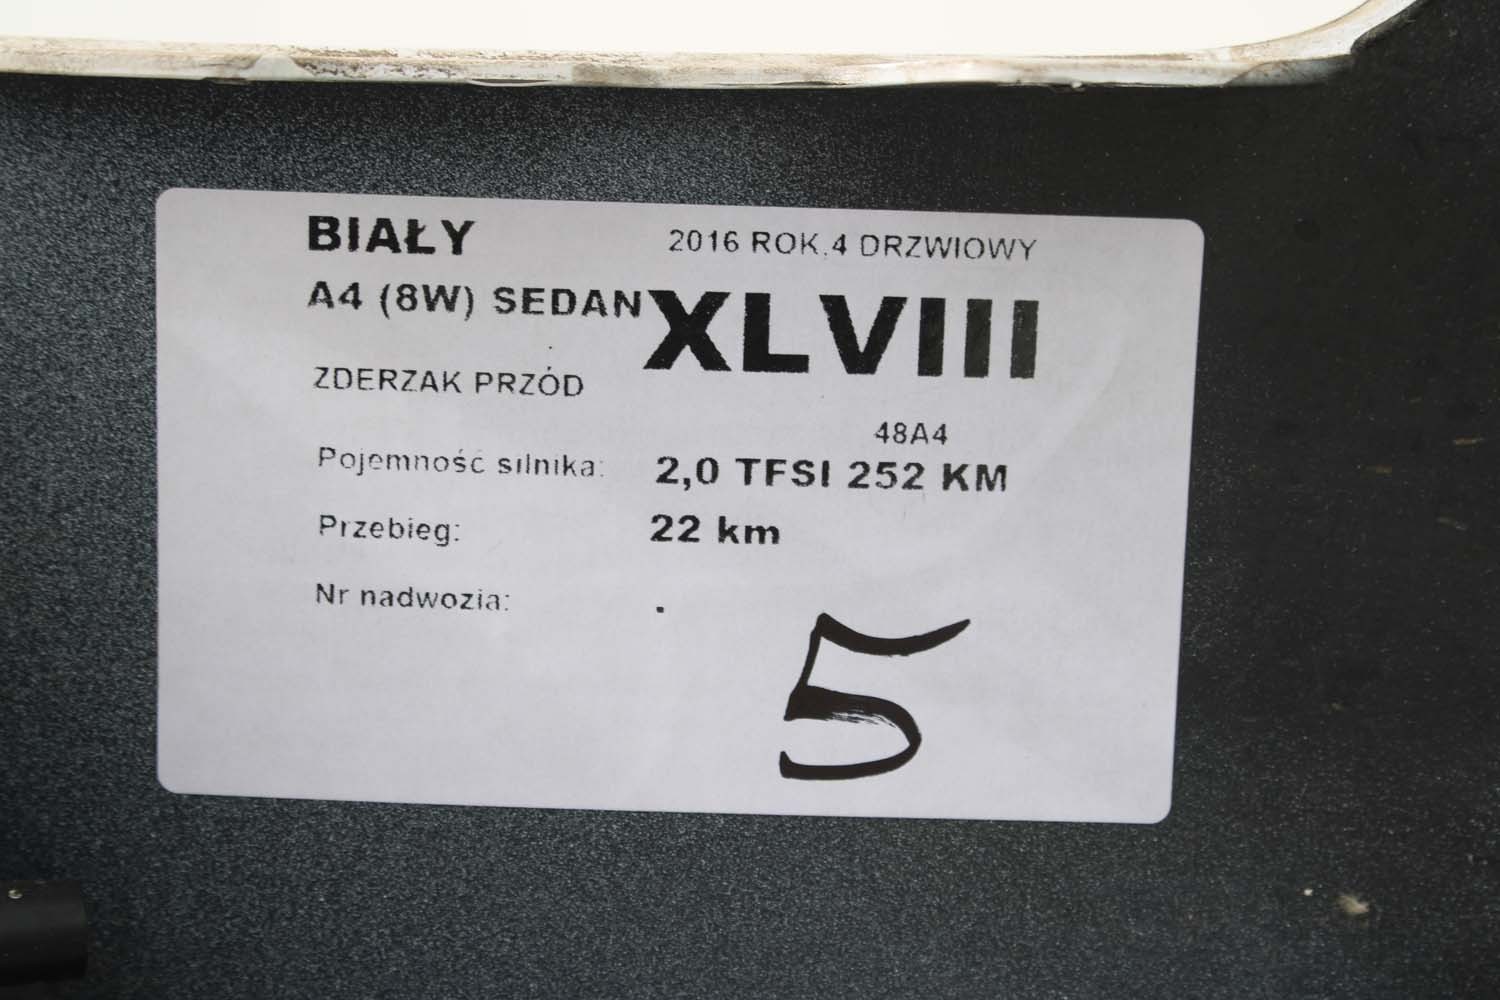 BIAŁY 2016 ROK,4 DRZWIOWY
A4 (8W) SEDAN XLVIII
ZDERZAK PRZÓD
48A4
Pojemność silnika: 2,0 TFSI 252 KM
Przebieg: 22 km
Nr nadwozia: .
5